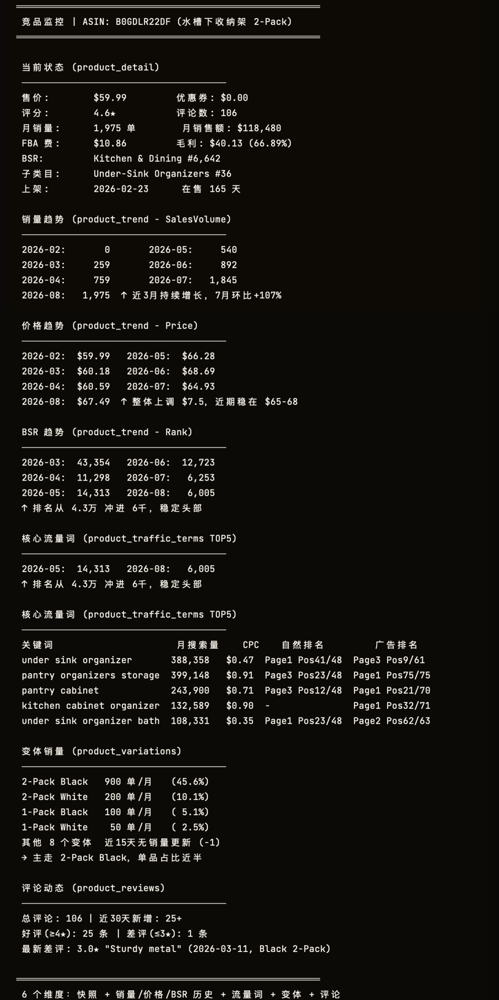 竞品监控 | ASIN: B0GDLR22DF (水槽下收纳架 2-Pack)
当前状态 (product_detail)
售价: $59.99 优惠券: $0.00
评分: 4.6★ 评论数: 106
月销量: 1,975 单 月销售额: $118,480
FBA 费: $10.86 毛利: $40.13 (66.89%)
BSR: Kitchen & Dining #6,642
子类目: Under-Sink Organizers #36
上架: 2026-02-23 在售 165 天
销量趋势 (product_trend - SalesVolume)
2026-02: 0 2026-05: 540
2026-03: 259 2026-06: 892
2026-04: 759 2026-07: 1,845
2026-08: 1,975 ↑ 近3月持续增长, 7月环比+107%
价格趋势 (product_trend - Price)
2026-02: $59.99 2026-05: $66.28
2026-03: $60.18 2026-06: $68.69
2026-04: $60.59 2026-07: $64.93
2026-08: $67.49 ↑ 整体上调 $7.5, 近期稳在 $65-68
BSR 趋势 (product_trend - Rank)
2026-03: 43,354 2026-06: 12,723
2026-04: 11,298 2026-07: 6,253
2026-05: 14,313 2026-08: 6,005
↑ 排名从 4.3万 冲进 6千, 稳定头部
核心流量词 (product_traffic_terms TOP5)
2026-05: 14,313 2026-08: 6,005
↑ 排名从 4.3万 冲进 6千, 稳定头部
核心流量词 (product_traffic_terms TOP5)
关键词 月搜索量 CPC 自然排名 广告排名
under sink organizer 388,358 $0.47 Page1 Pos41/48 Page3 Pos9/61
pantry organizers storage 399,148 $0.91 Page3 Pos23/48 Page1 Pos75/75
pantry cabinet 243,900 $0.71 Page3 Pos12/48 Page1 Pos21/70
kitchen cabinet organizer 132,589 $0.90 - Page1 Pos32/71
under sink organizer bath 108,331 $0.35 Page1 Pos23/48 Page2 Pos62/63
变体销量 (product_variations)
2-Pack Black 900 单/月 (45.6%)
2-Pack White 200 单/月 (10.1%)
1-Pack Black 100 单/月 ( 5.1%)
1-Pack White 50 单/月 ( 2.5%)
其他 8 个变体 近15天无销量更新 (-1)
→ 主走 2-Pack Black, 单品占比近半
评论动态 (product_reviews)
总评论: 106 | 近30天新增: 25+
好评(≥4★): 25 条 | 差评(≤3★): 1 条
最新差评: 3.0★ "Sturdy metal" (2026-03-11, Black 2-Pack)
6 个维度: 快照 + 销量/价格/BSR 历史 + 流量词 + 变体 + 评论